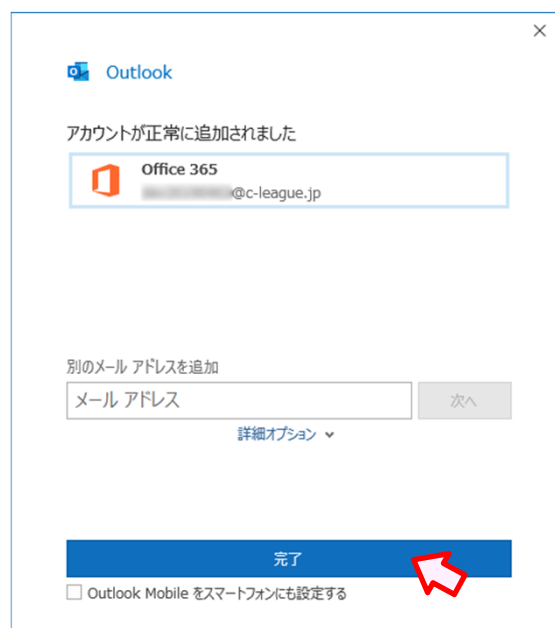 Outlook
アカウントが正常に追加されました
Office 365
@c-league.jp
別のメール アドレスを追加
メール アドレス
次へ
詳細オプション
完了
Outlook Mobile をスマートフォンにも設定する